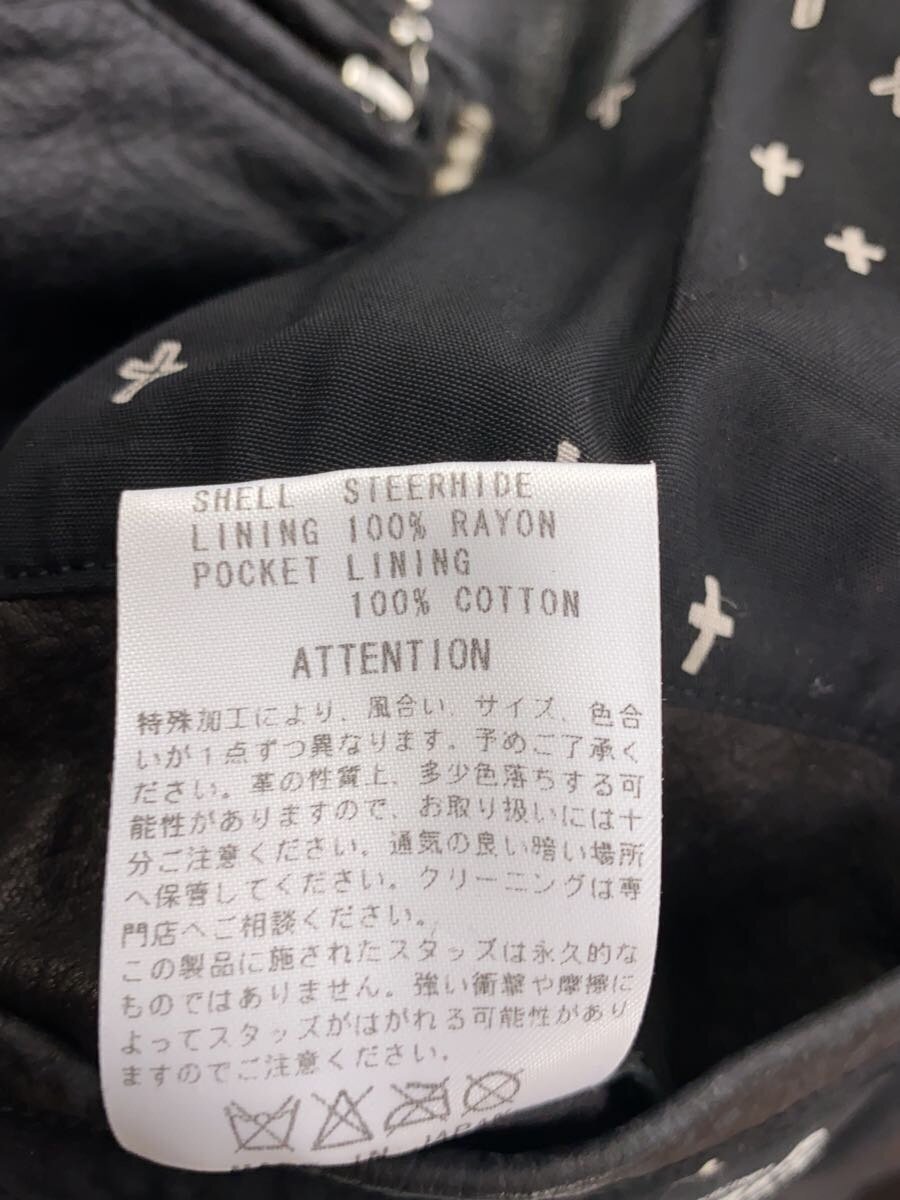 SHELL STEERHIDE
LINING 100% RAYON
POCKET LINING
100% COTTON
ATTENTION
特殊加工により、風合い、サイズ、色合
いが1点ずつ異なります。予めご了承く
ださい。革の性質上、多少色落ちする可
能性がありますので、お取り扱いには十
分ご注意ください。通気の良い暗い場所
へ保管してください。クリーニングは専
門店へご相談ください。
この製品に施されたスタッズは永久的な
ものではありません。強い衝撃や摩擦に
よってスタッズがはがれる可能性があり
ますのでご注意ください。
IN JAPAN